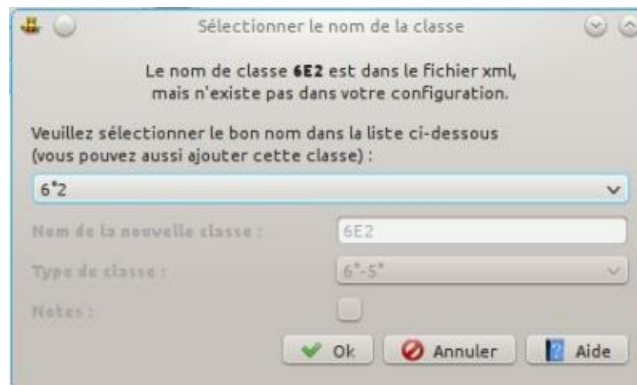 Sélectionner le nom de la classe
Le nom de classe 6E2 est dans le fichier xml,
mais n'existe pas dans votre configuration.
Veuillez sélectionner le bon nom dans la liste ci-dessous
(vous pouvez aussi ajouter cette classe) :
6°2
Nom de la nouvelle classe :
6E2
Type de classe :
6°-5°
Notes :
Ok
Annuler
Aide